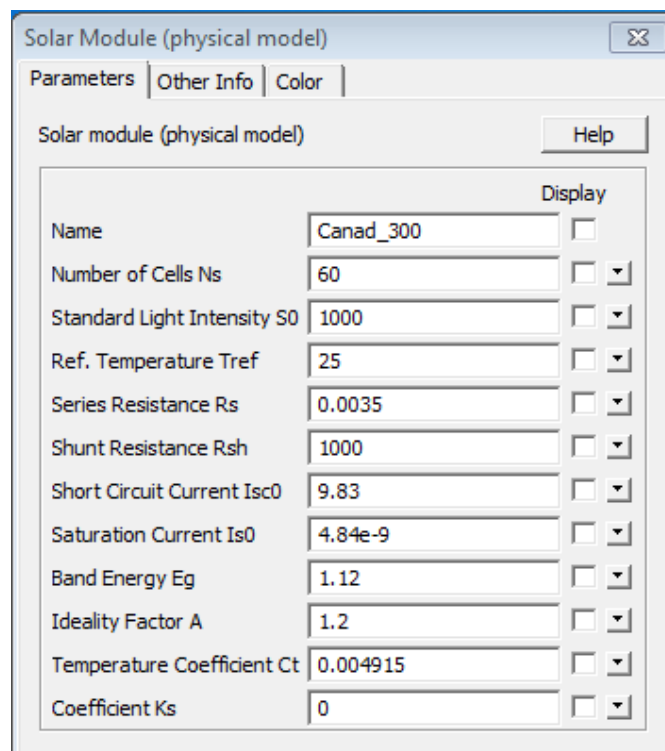 Solar Module (physical model)
Parameters Other Info Color
Solar module (physical model) Help
Display
Name Canad_300
Number of Cells Ns 60
Standard Light Intensity S0 1000
Ref. Temperature Tref 25
Series Resistance Rs 0.0035
Shunt Resistance Rsh 1000
Short Circuit Current Isc0 9.83
Saturation Current Is0 4.84e-9
Band Energy Eg 1.12
Ideality Factor A 1.2
Temperature Coefficient Ct 0.004915
Coefficient Ks 0